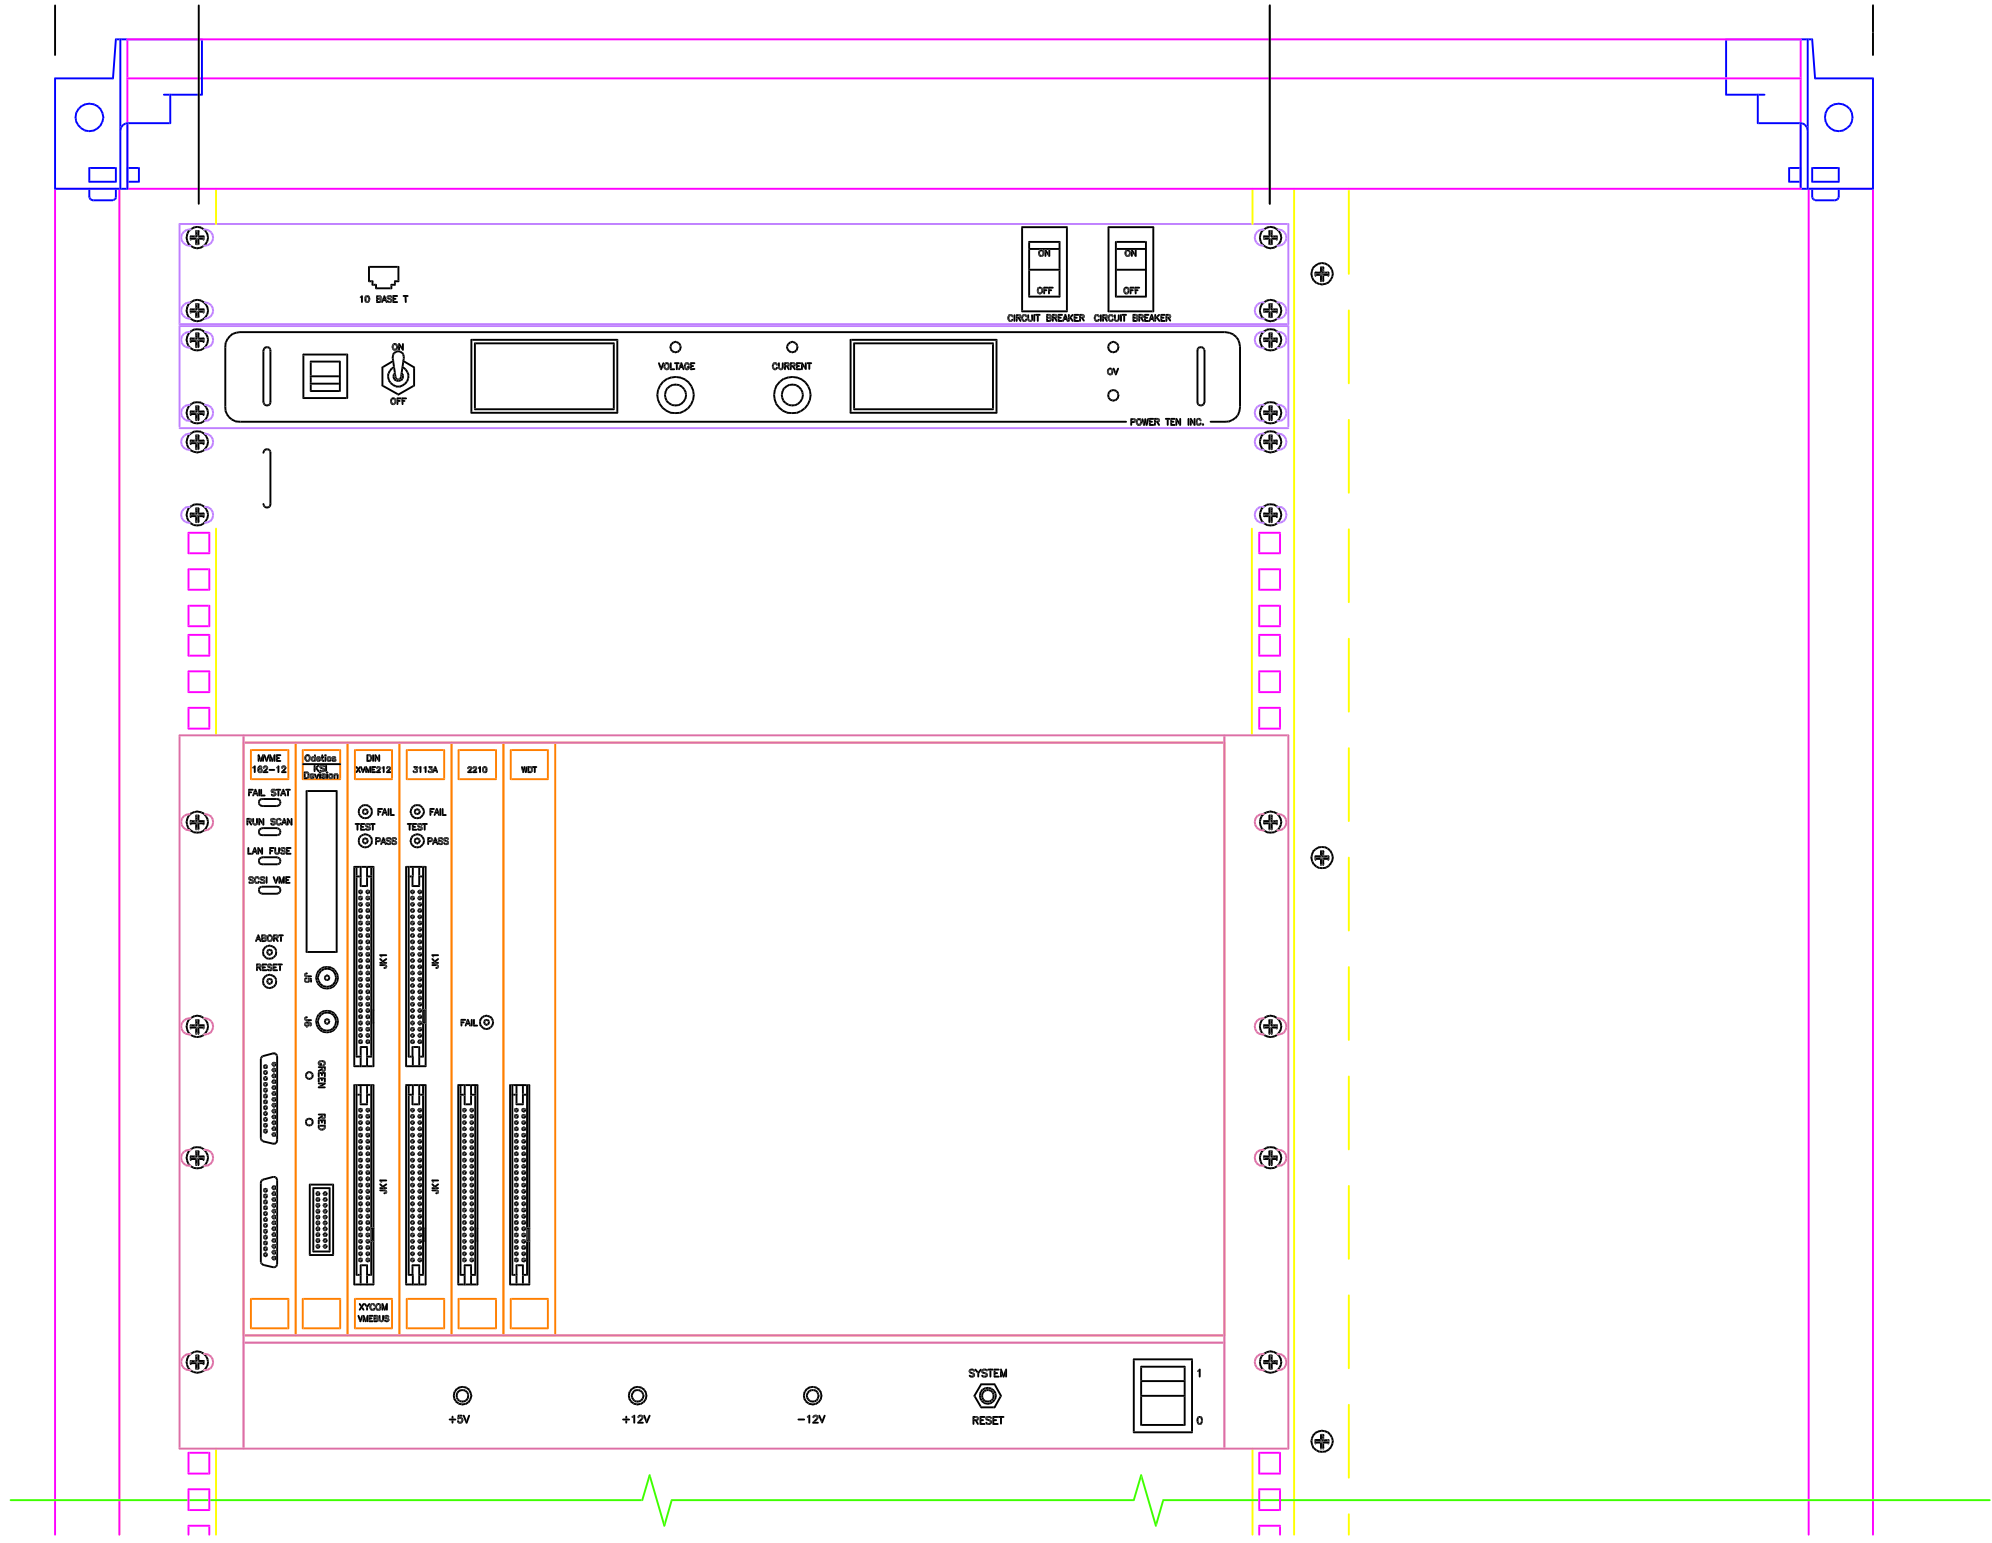 ON
ON
OFF
OFF
10 BASE T
CIRCUIT BREAKER
CIRCUIT BREAKER
ON
VOLTAGE
CURRENT
OV
OFF
POWER TEN INC.
MVME
162-12
Odetics
KSI
Davision
DIN
XVME212
3113A
2210
WDT
FAIL STAT
RUN SCAN
LAN FUSE
SCSI VME
ABORT
RESET
J5
J6
GREEN
RED
FAIL
TEST
PASS
JK1
JK1
XYCOM
VMEBUS
FAIL
TEST
PASS
JK1
JK1
FAIL
+5V
+12V
-12V
SYSTEM
RESET
1
0